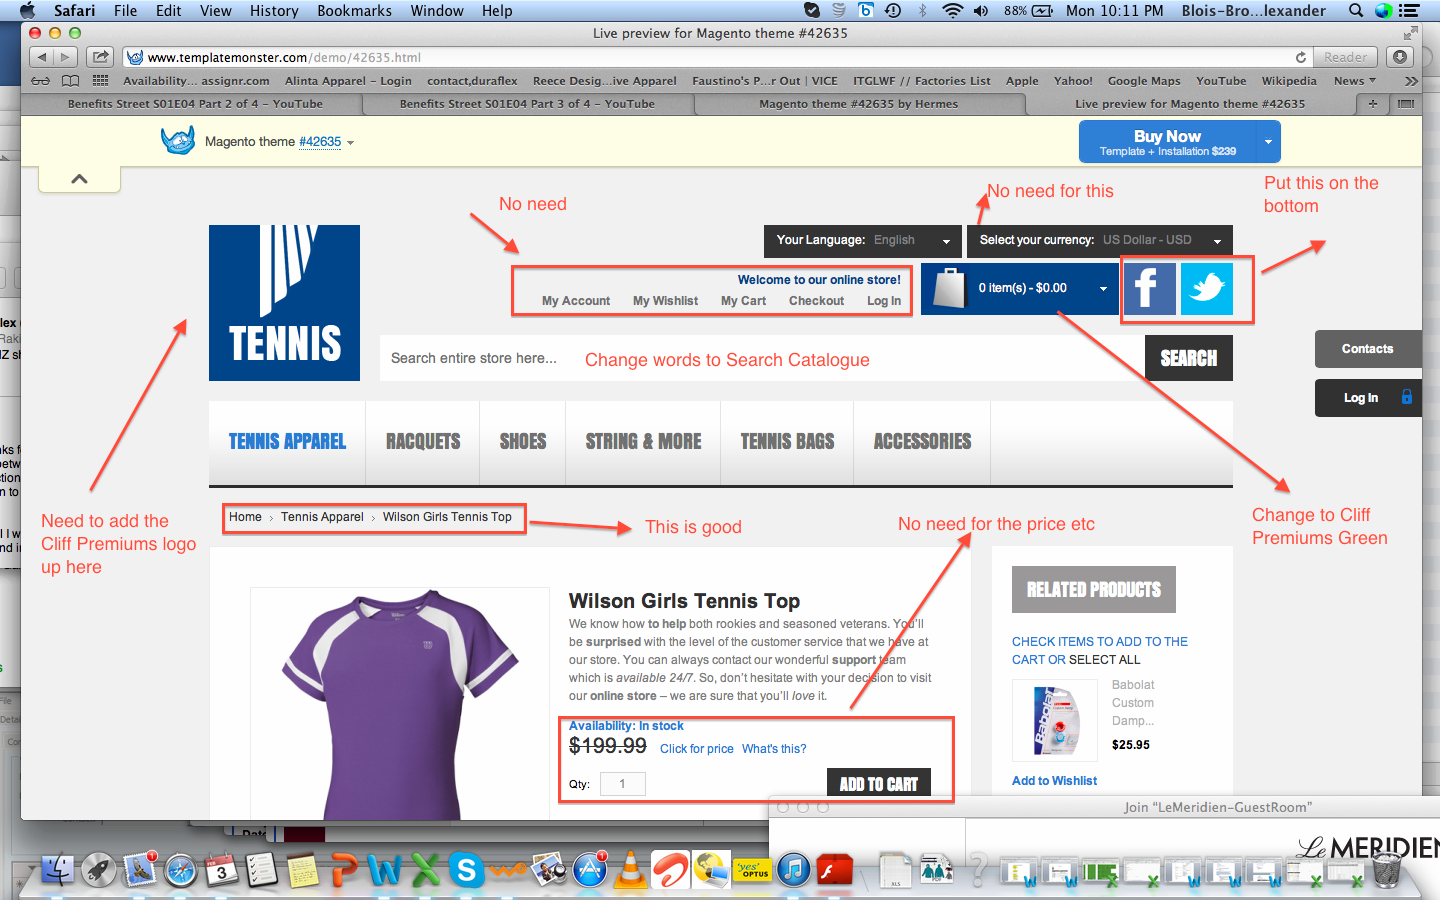 Safari File Edit View History Bookmarks Window Help
88% Mon 10:11 PM Blois-Bro...lexander
Live preview for Magento theme #42635
www.templatemonster.com/demo/42635.html
Reader
Availability... assignr.com Alinta Apparel – Login contact,duraflex Reece Desig...ive Apparel Faustino's P...r Out | VICE ITGLWF // Factories List Apple Yahoo! Google Maps YouTube Wikipedia News
Benefits Street S01E04 Part 2 of 4 – YouTube
Benefits Street S01E04 Part 3 of 4 – YouTube
Magento theme #42635 by Hermes
Live preview for Magento theme #42635
Magento theme #42635
Buy Now
Template + Installation $239
No need
No need for this
Put this on the
bottom
Your Language: English
Select your currency: US Dollar - USD
Welcome to our online store!
My Account My Wishlist My Cart Checkout Log In
0 item(s) - $0.00
f
TENNIS
Search entire store here...
Change words to Search Catalogue
SEARCH
Contacts
Log In
TENNIS APPAREL RACQUETS SHOES STRING & MORE TENNIS BAGS ACCESSORIES
Home › Tennis Apparel › Wilson Girls Tennis Top
This is good
No need for the price etc
Change to Cliff
Premiums Green
Need to add the
Cliff Premiums logo
up here
Wilson Girls Tennis Top
We know how to help both rookies and seasoned veterans. You'll
be surprised with the level of the customer service that we have at
our store. You can always contact our wonderful support team
which is available 24/7. So, don't hesitate with your decision to visit
our online store – we are sure that you'll love it.
Availability: In stock
$199.99 Click for price What's this?
Qty: 1
ADD TO CART
RELATED PRODUCTS
CHECK ITEMS TO ADD TO THE
CART OR SELECT ALL
Babolat
Babolat
Custom
Damp...
$25.95
Add to Wishlist
Join “LeMeridien-GuestRoom”
Le MERIDIEN
FEB
3
1
1
'yes'
OPTUS
XLS